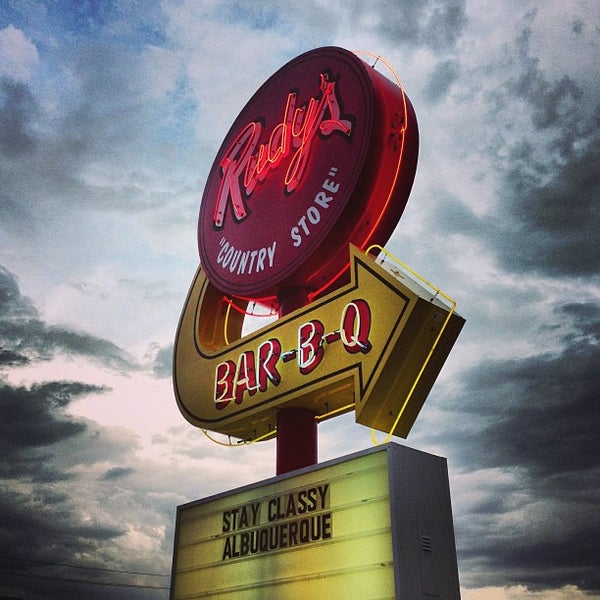 Rudy's
"COUNTRY STORE"
BAR-B-Q
STAY CLASSY
ALBUQUERQUE